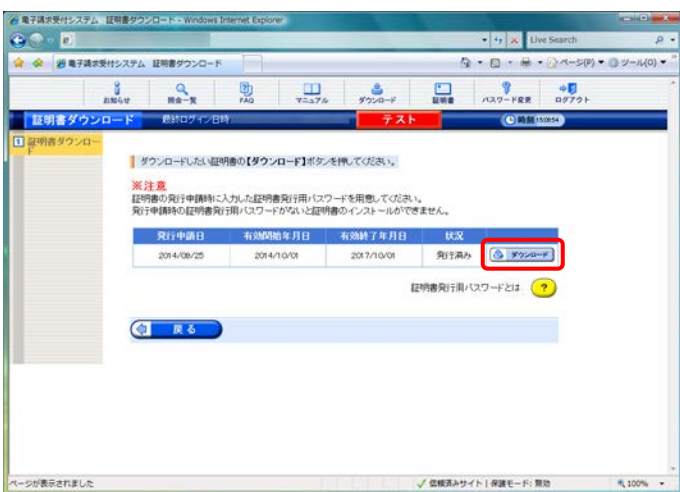 電子請求受付システム 証明書ダウンロード - Windows Internet Explorer
Live Search
電子請求受付システム 証明書ダウンロード
ページ(P) ツール(O)
お知らせ 照会一覧 FAQ マニュアル ダウンロード 証明書 パスワード変更 ログアウト
証明書ダウンロード 最終ログイン日時 テスト 時刻 15:09:54
1 証明書ダウンロー
ド
ダウンロードしたい証明書の【ダウンロード】ボタンを押してください。
※注意
証明書の発行申請時に入力した証明書発行用パスワードを用意してください。
発行申請時の証明書発行用パスワードがないと証明書のインストールができません。
発行申請日 有効開始年月日 有効終了年月日 状況
2014/08/25 2014/10/01 2017/10/01 発行済み ダウンロード
証明書発行用パスワードとは ?
戻る
ページが表示されました 信頼済みサイト | 保護モード: 無効 100%